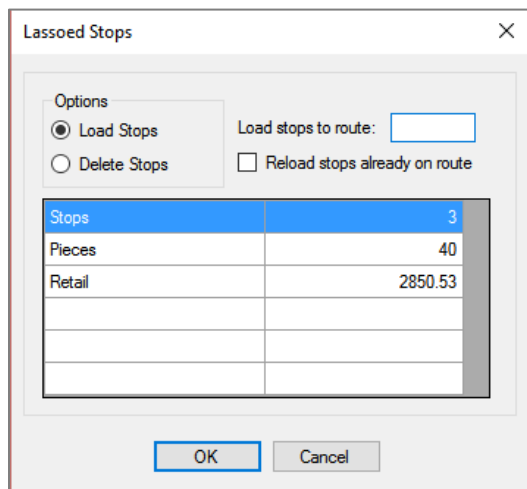 Lassoed Stops
Options
Load Stops
Delete Stops
Load stops to route:
Reload stops already on route
Stops 3
Pieces 40
Retail 2850.53
OK Cancel